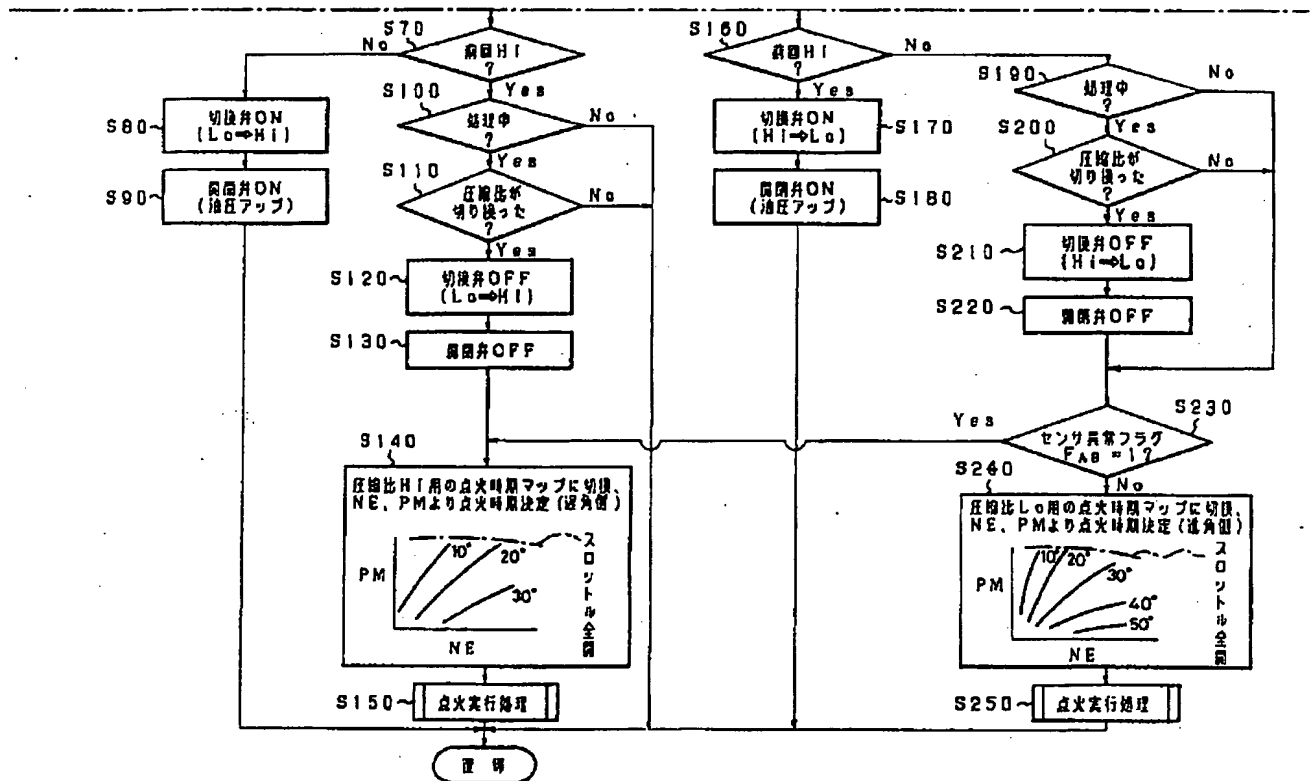 S70
前回Hi
?
No
Yes
S80
切換弁ON
(Lo⇒Hi)
S90
開閉弁ON
(油圧アップ)
S100
処理中
?
No
Yes
S110
圧縮比が
切り換った
?
No
Yes
S120
切換弁OFF
(Lo⇒Hi)
S130
開閉弁OFF
S140
圧縮比Hi用の点火時期マップに切換、
NE、PMより点火時期決定(遅角側)
PM
10°
20°
30°
NE
スロットル全開
S150
点火実行処理
S160
前回Hi
?
No
Yes
S170
切換弁ON
(Hi⇒Lo)
S180
開閉弁ON
(油圧アップ)
S190
処理中
?
No
Yes
S200
圧縮比が
切り換った
?
No
Yes
S210
切換弁OFF
(Hi⇒Lo)
S220
開閉弁OFF
S230
センサ異常フラグ
FAB=1?
Yes
No
S240
圧縮比Lo用の点火時期マップに切換、
NE、PMより点火時期決定(進角側)
PM
10°
20°
30°
40°
50°
NE
スロットル全開
S250
点火実行処理
復帰